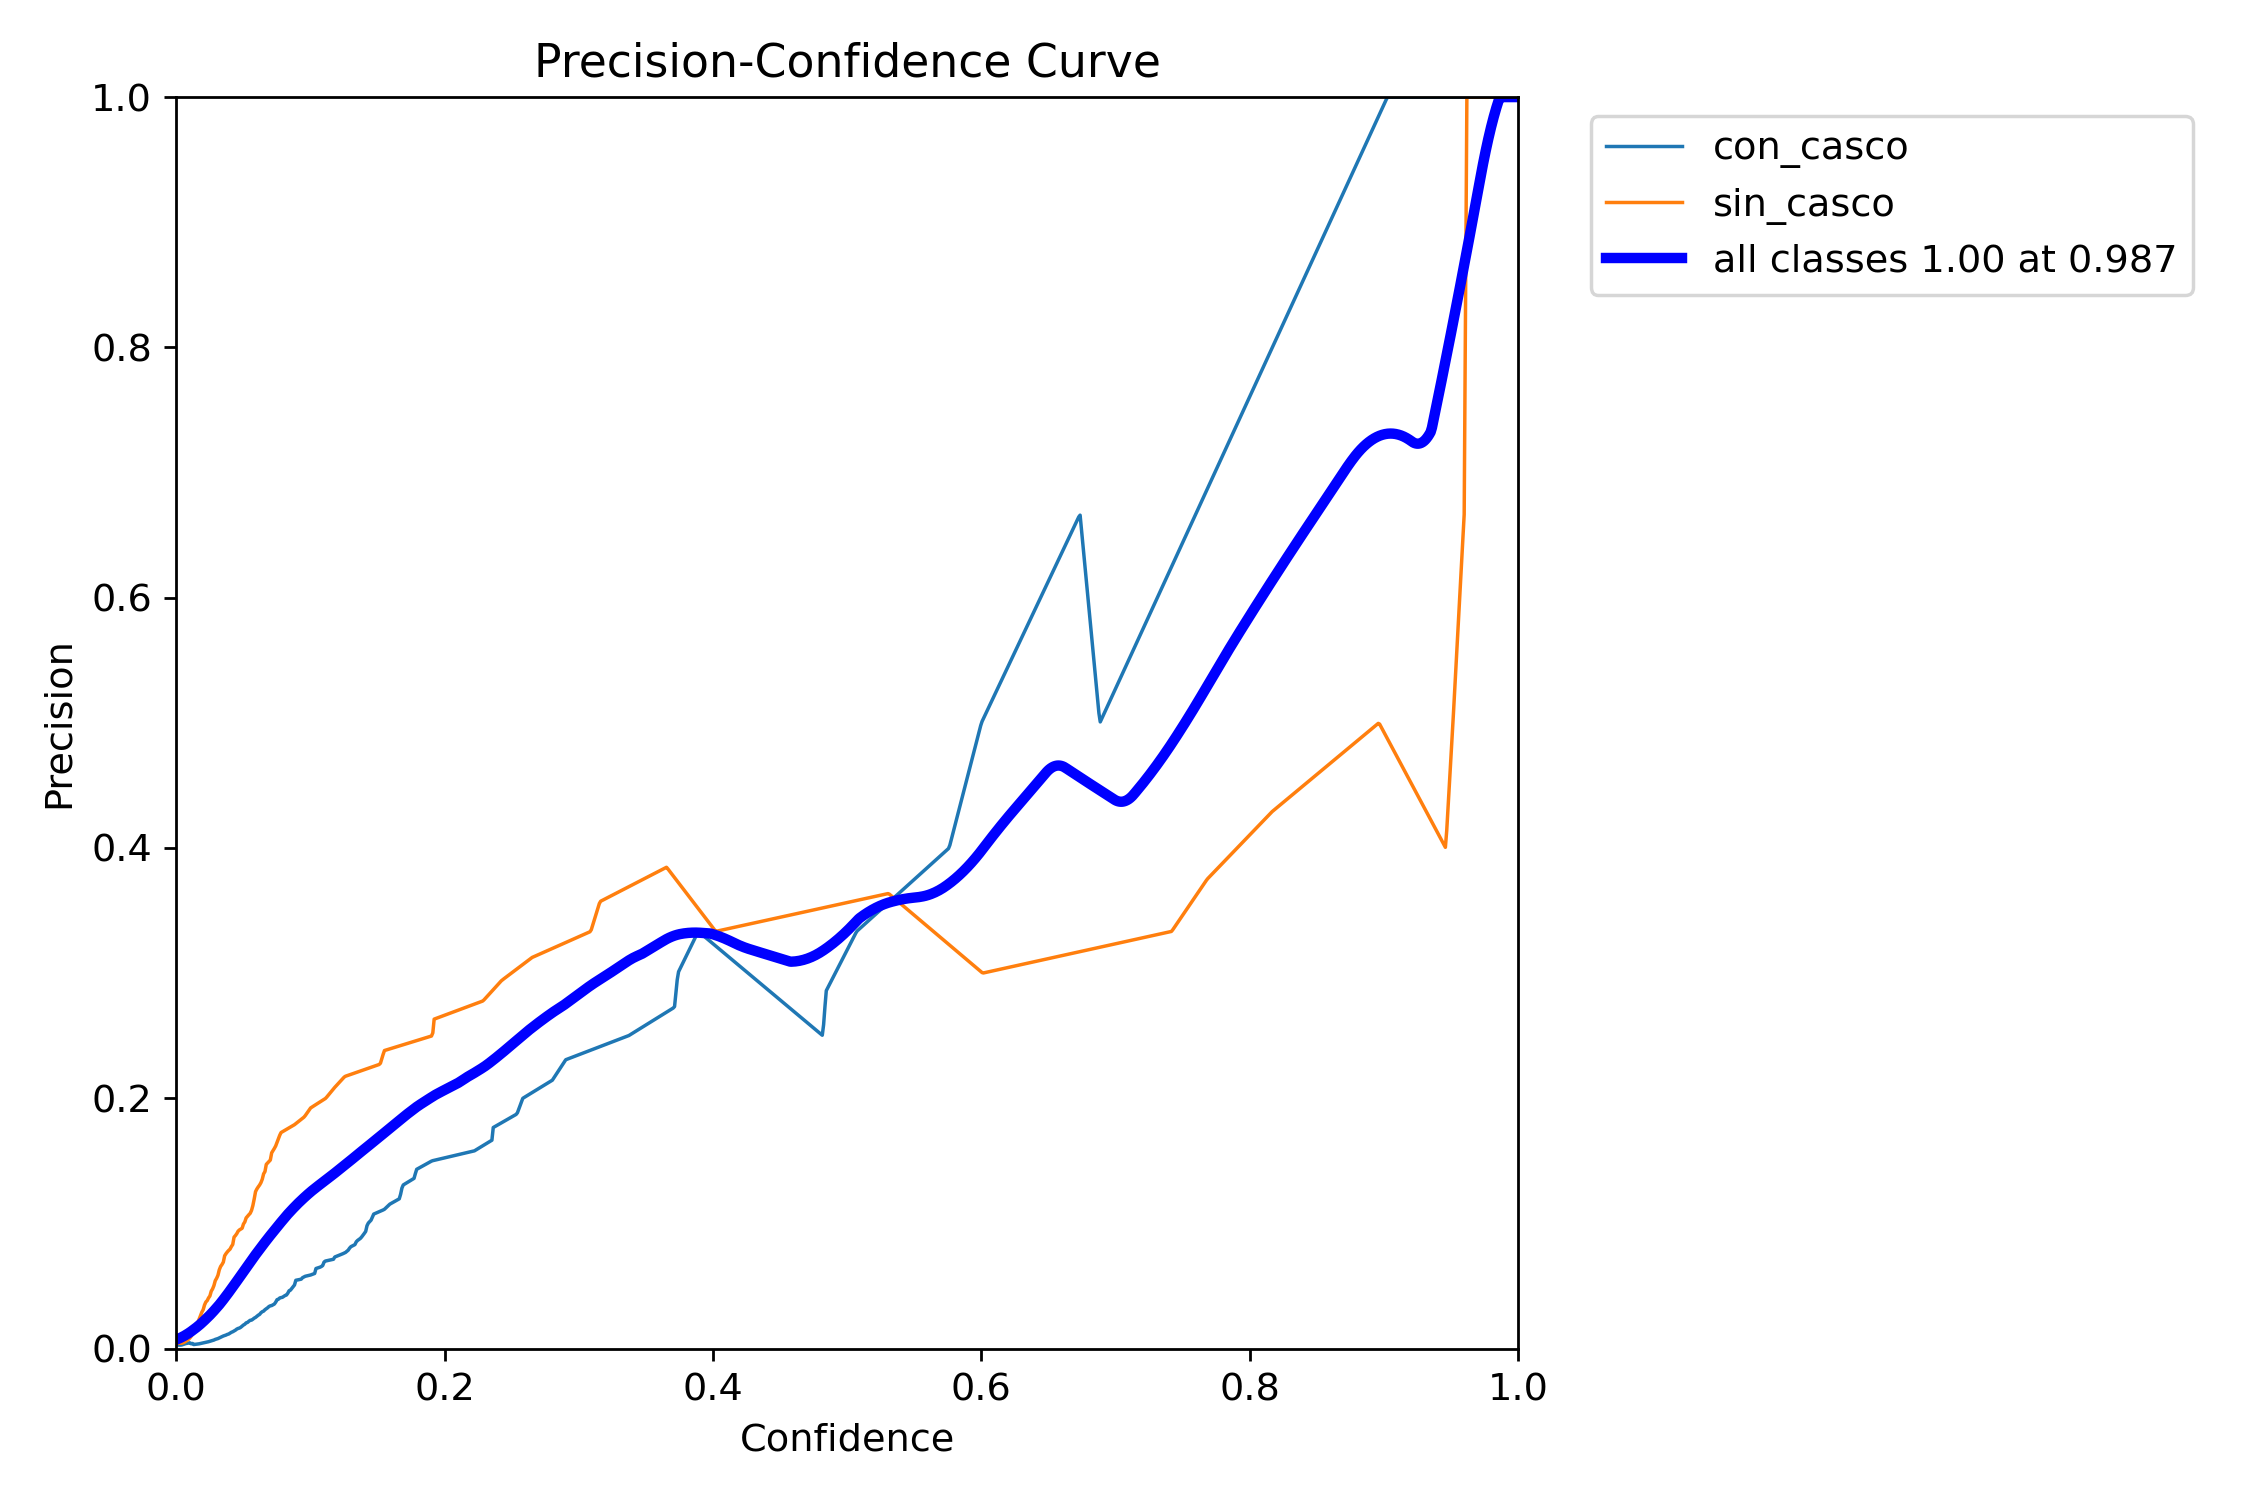 Precision-Confidence Curve
1.0
0.8
0.6
0.4
0.2
0.0
Precision
0.0 0.2 0.4 0.6 0.8 1.0
Confidence
con_casco
sin_casco
all classes 1.00 at 0.987